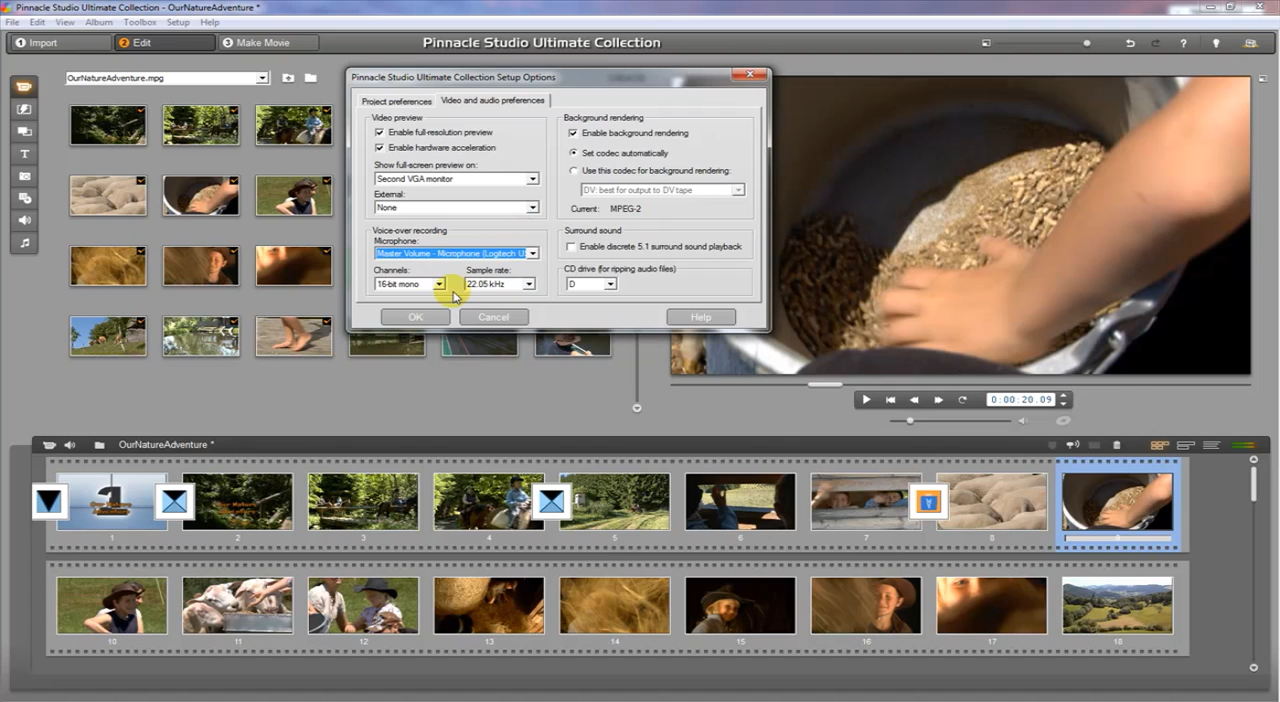 Pinnacle Studio Ultimate Collection - OurNatureAdventure *
File Edit View Album Toolbox Setup Help
1 Import
2 Edit
3 Make Movie
Pinnacle Studio Ultimate Collection
OurNatureAdventure.mpg
Pinnacle Studio Ultimate Collection Setup Options
Project preferences
Video and audio preferences
Video preview
Enable full-resolution preview
Enable hardware acceleration
Show full-screen preview on:
Second VGA monitor
External:
None
Voice-over recording
Microphone:
Master Volume - Microphone (Logitech U
Channels:
Sample rate:
16-bit mono
22.05 kHz
Background rendering
Enable background rendering
Set codec automatically
Use this codec for background rendering:
DV: best for output to DV tape
Current: MPEG-2
Surround sound
Enable discrete 5.1 surround sound playback
CD drive (for ripping audio files)
D
OK
Cancel
Help
0:00:20.09
OurNatureAdventure *
1
2
3
4
5
6
7
8
9
10
11
12
13
14
15
16
17
18